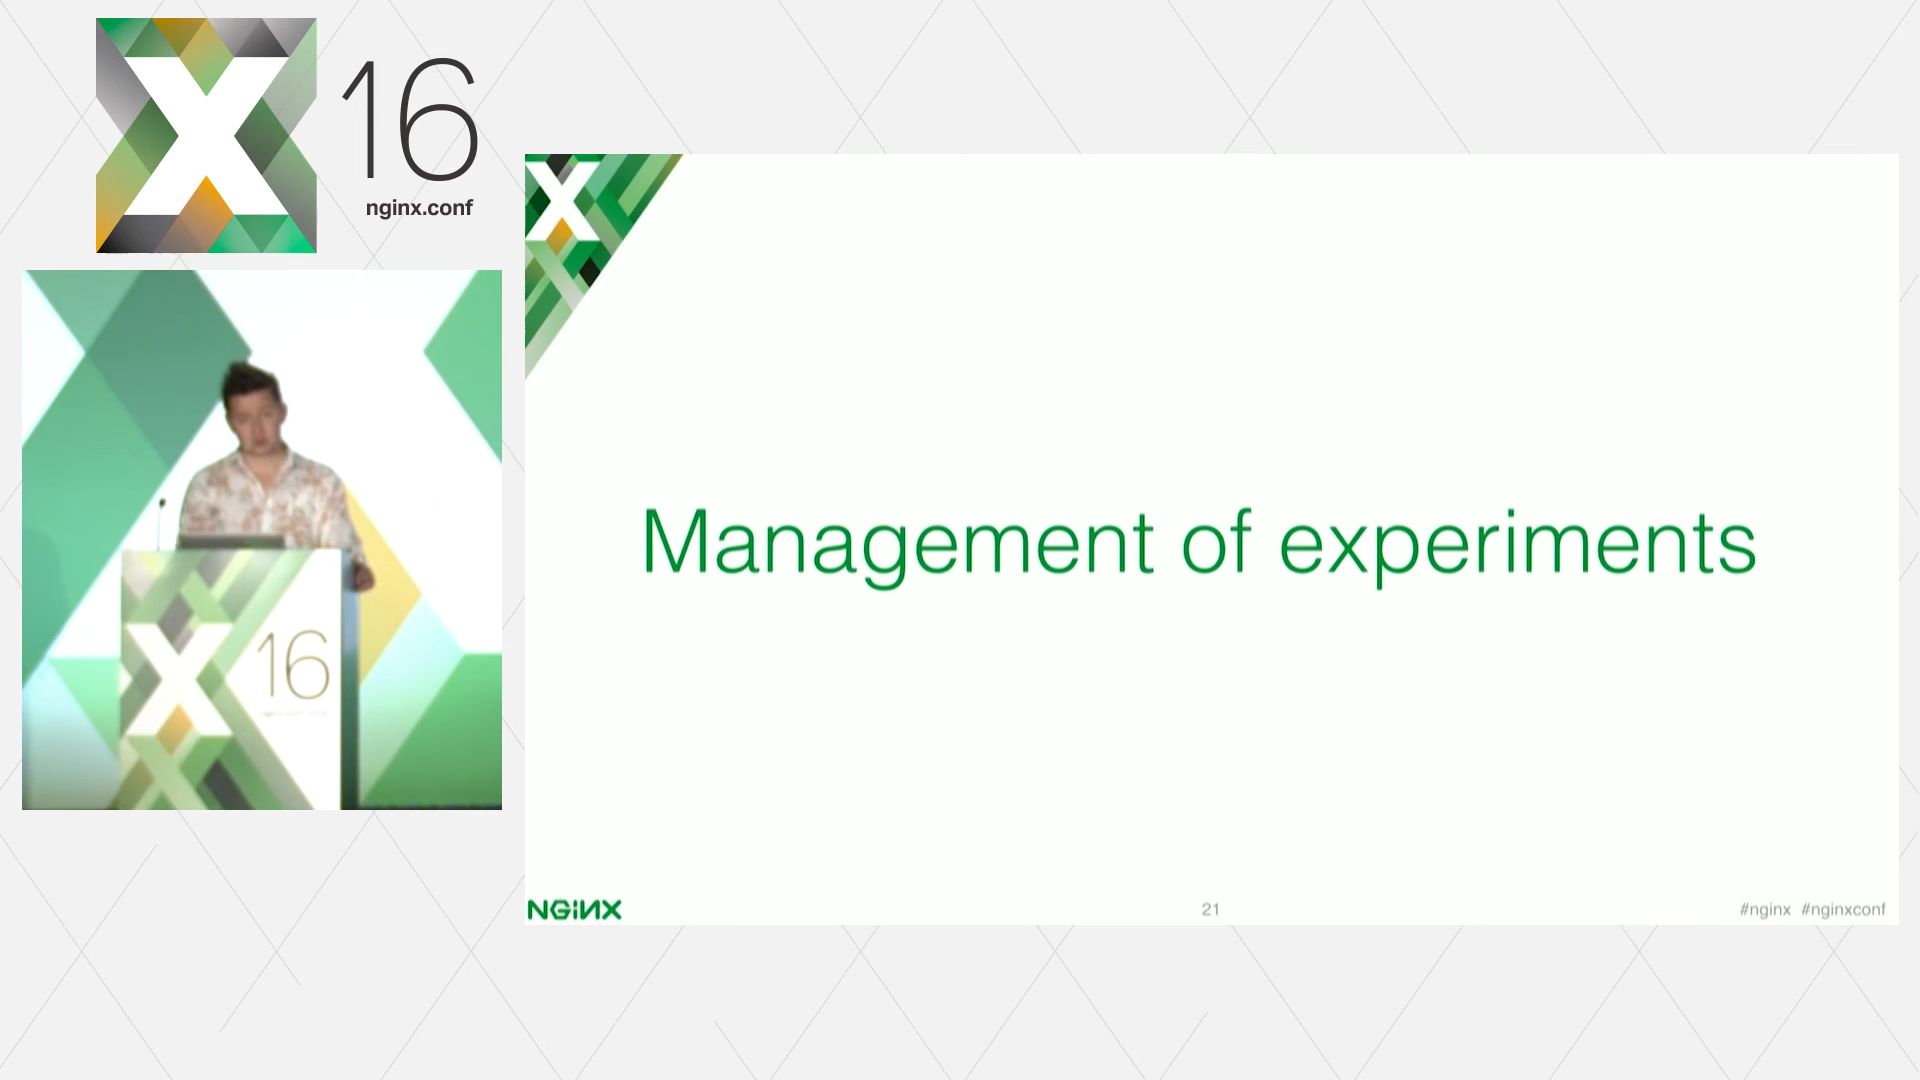 X 16
nginx.conf
X 16
Management of experiments
NGINX
21
#nginx #nginxconf